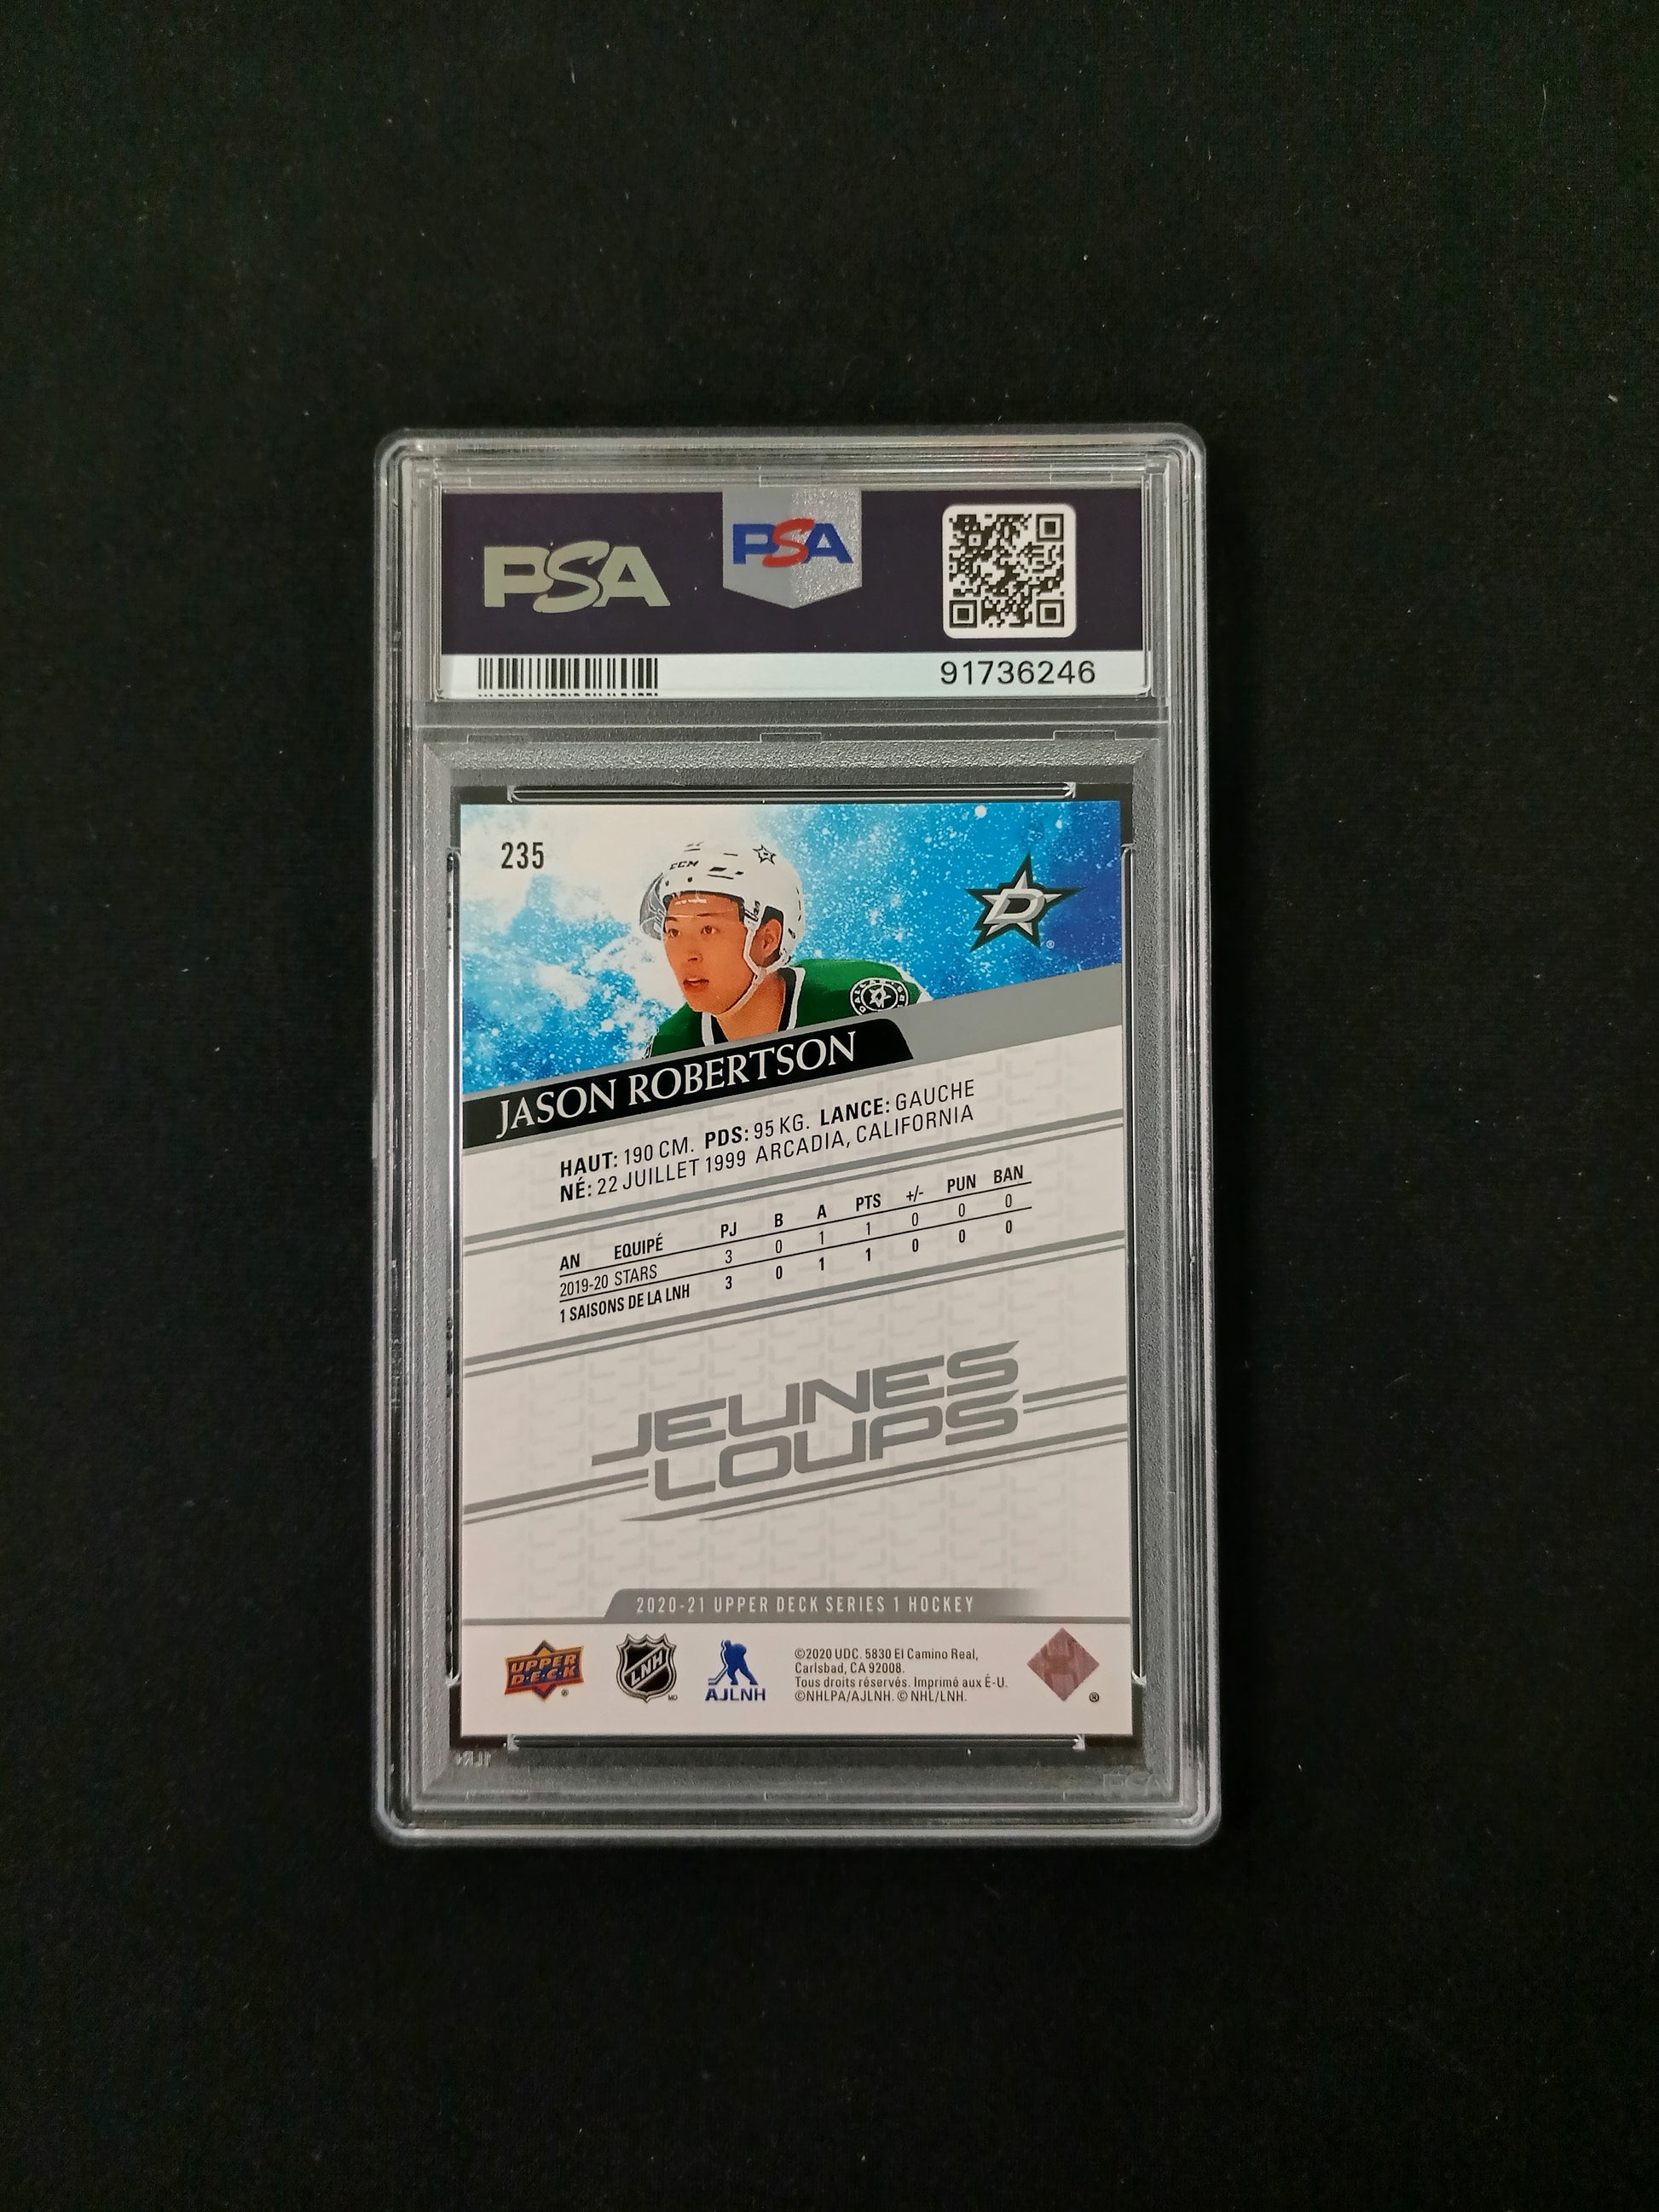 PSA
PSA
91736246
235
CCM
JASON ROBERTSON
HAUT: 190 CM. PDS: 95 KG. LANCE: GAUCHE
NÉ: 22 JUILLET 1999 ARCADIA, CALIFORNIA
AN EQUIPÉ PJ B A PTS +/- PUN BAN
2019-20 STARS 3 0 1 1 0 0 0
1 SAISONS DE LA LNH 3 0 1 1 0 0 0
JEUNES
LOUPS
2020-21 UPPER DECK SERIES 1 HOCKEY
UPPER
DECK
LNH
AJLNH
©2020 UDC. 5830 El Camino Real,
Carlsbad, CA 92008.
Tous droits réservés. Imprimé aux É-U.
©NHLPA/AJLNH. © NHL/LNH.